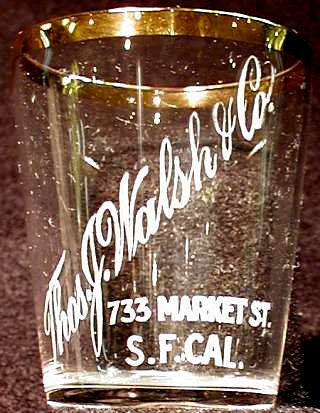 Thos. J. Walsh & Co.
733 MARKET ST.
S.F. CAL.